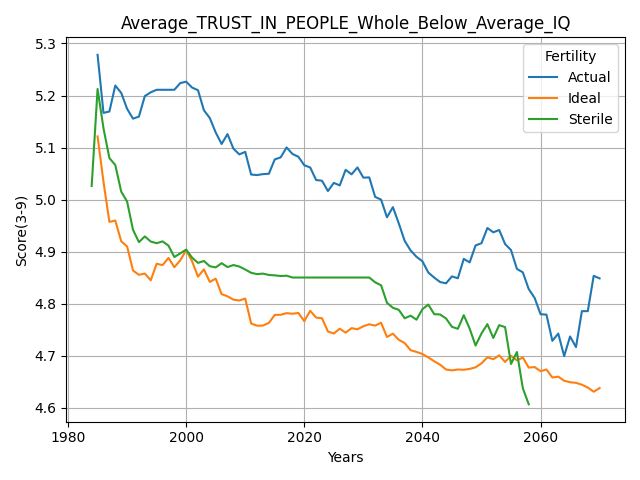 Average_TRUST_IN_PEOPLE_Whole_Below_Average_IQ
5.3
5.2
5.1
5.0
4.9
4.8
4.7
4.6
Score(3-9)
Fertility
Actual
Ideal
Sterile
1980
2000
2020
2040
2060
Years